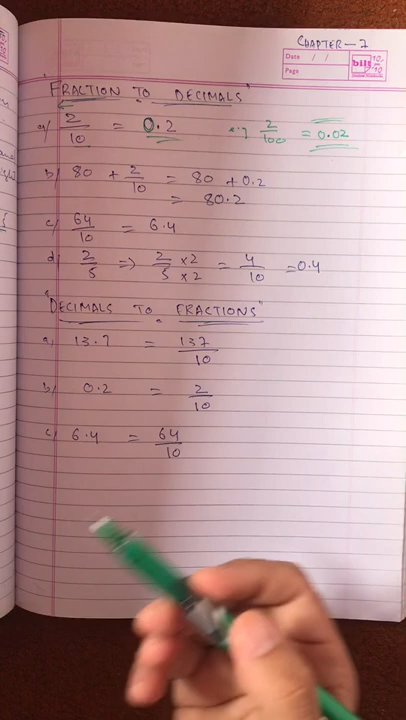 CHAPTER - 7
Date / /
Page
bilt
FRACTION TO DECIMALS
a) 2/10 = 0.2 2/100 = 0.02
b) 80 + 2/10 = 80 + 0.2
= 80.2
c) 64/10 = 6.4
d) 2/5 => 2/5 ×2 ×2 = 4/10 = 0.4
"DECIMALS TO FRACTIONS"
a) 13.7 = 137/10
b) 0.2 = 2/10
c) 6.4 = 64/10